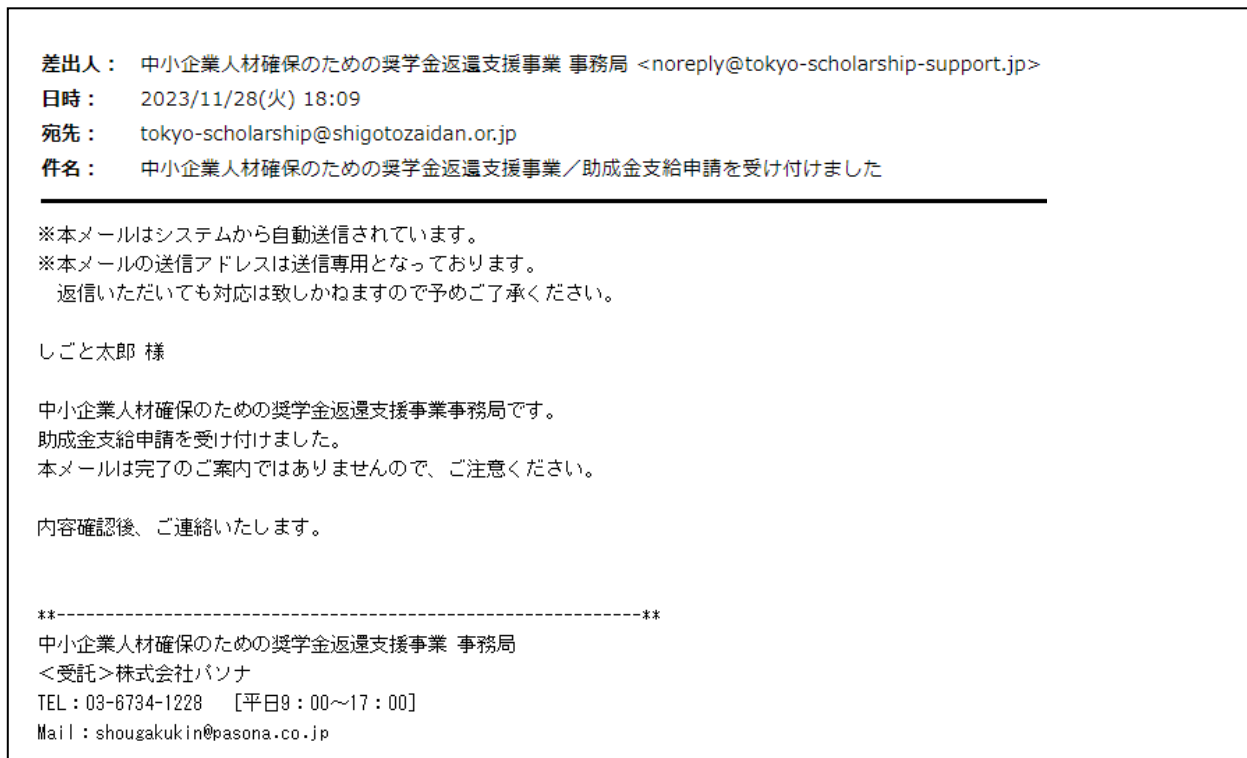 差出人： 中小企業人材確保のための奨学金返還支援事業 事務局 <noreply@tokyo-scholarship-support.jp>
日時： 2023/11/28(火) 18:09
宛先： tokyo-scholarship@shigotozaidan.or.jp
件名： 中小企業人材確保のための奨学金返還支援事業／助成金支給申請を受け付けました
※本メールはシステムから自動送信されています。
※本メールの送信アドレスは送信専用となっております。
　返信いただいても対応は致しかねますので予めご了承ください。
しごと太郎 様
中小企業人材確保のための奨学金返還支援事業事務局です。
助成金支給申請を受け付けました。
本メールは完了のご案内ではありませんので、ご注意ください。
内容確認後、ご連絡いたします。
**------------------------------------------------------------**
中小企業人材確保のための奨学金返還支援事業 事務局
＜受託＞株式会社パソナ
TEL：03-6734-1228　［平日9：00～17：00］
Mail：shougakukin@pasona.co.jp